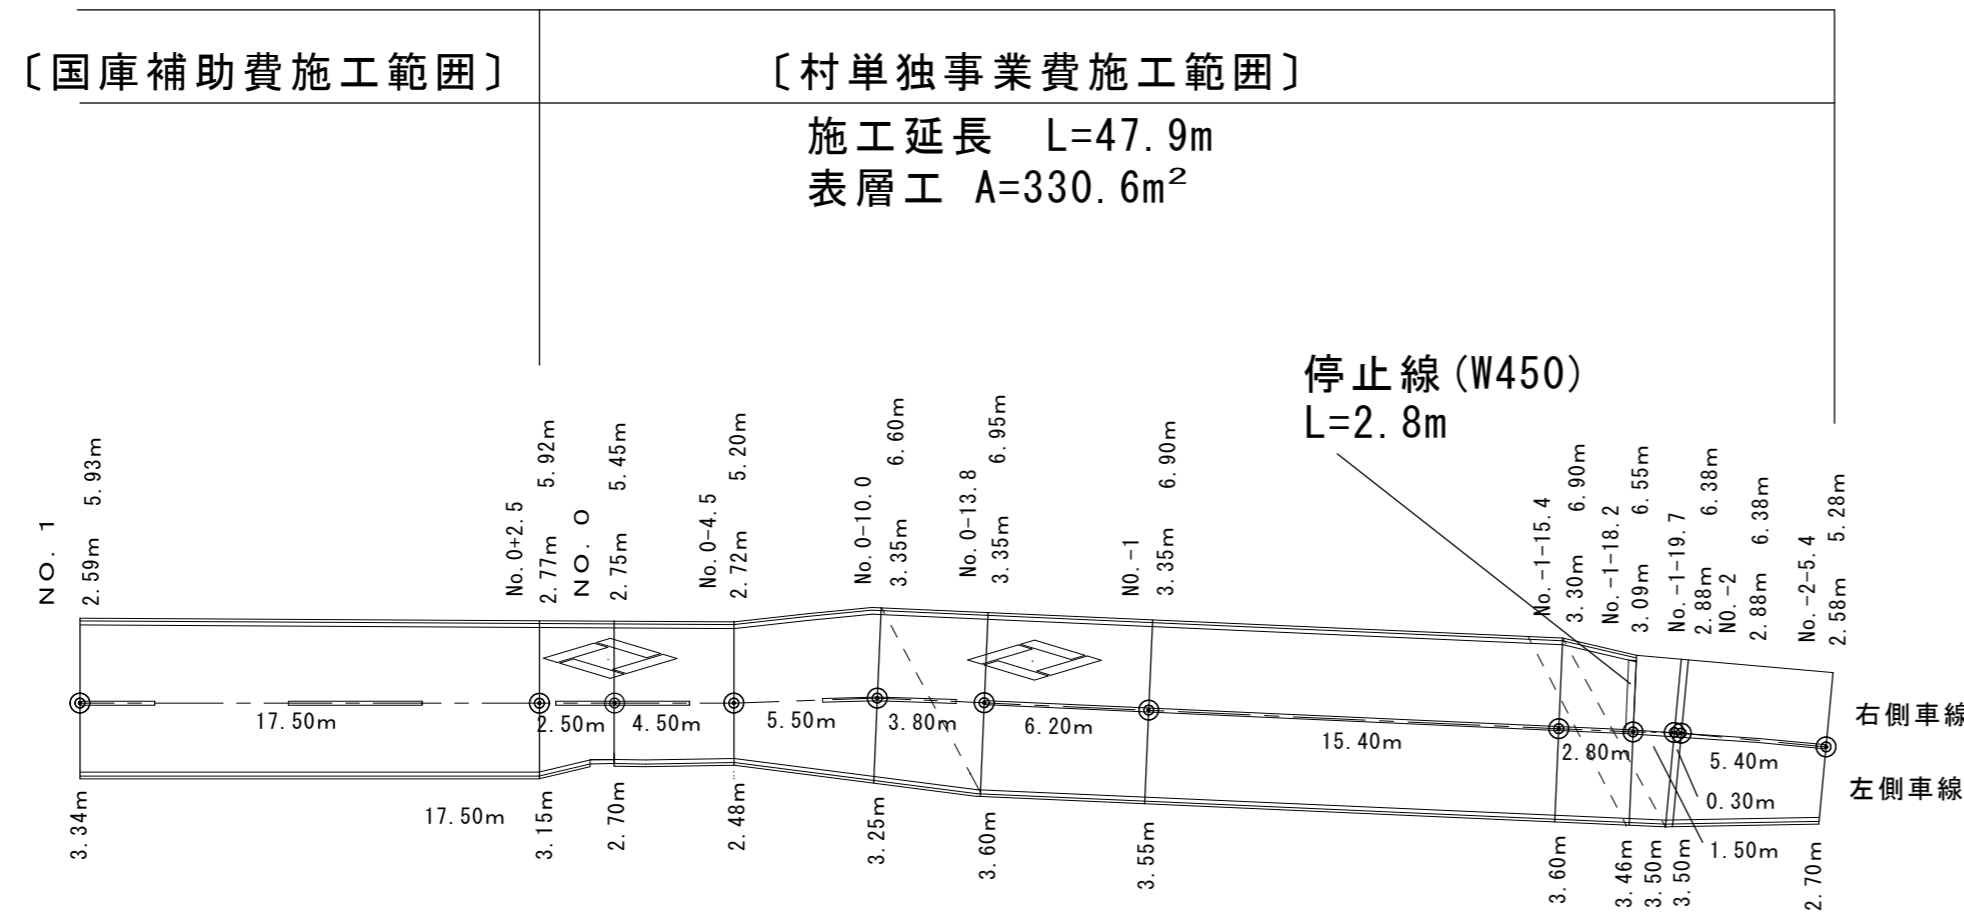 〔国庫補助費施工範囲〕
〔村単独事業費施工範囲〕
施工延長 L=47.9m
表層工 A=330.6m²
停止線(W450)
L=2.8m
NO. 1
2.59m 5.93m
No.0+2.5
2.77m 5.92m
NO. 0
2.75m 5.45m
No.0-4.5
2.72m 5.20m
No.0-10.0
3.35m 6.60m
No.0-13.8
3.35m 6.95m
NO.-1
3.35m 6.90m
No.-1-15.4
3.30m 6.90m
No.-1-18.2
3.09m 6.55m
No.-1-19.7
2.88m 6.38m
NO.-2
2.88m 6.38m
No.-2-5.4
2.58m 5.28m
17.50m
2.50m
4.50m
5.50m
3.80m
6.20m
15.40m
2.80m
5.40m
0.30m
1.50m
右側車線
左側車線
17.50m
3.34m
3.15m
2.70m
2.48m
3.25m
3.60m
3.55m
3.60m
3.46m
3.50m
3.50m
2.70m